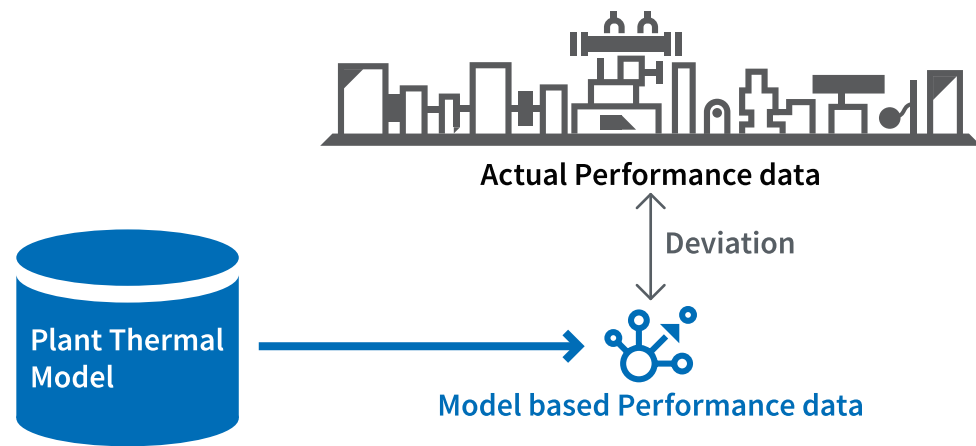 Actual Performance data
Deviation
Plant Thermal
Model
Model based Performance data